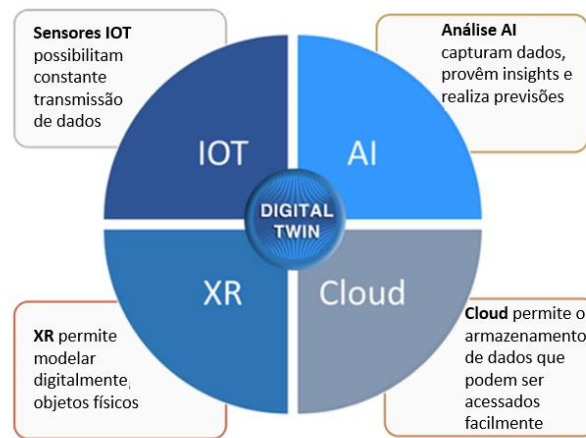 Sensores IOT
possibilitam
constante
transmissão
de dados
Análise AI
capturam dados,
provêm insights e
realiza previsões
IOT
AI
DIGITAL
TWIN
XR
Cloud
XR permite
modelar
digitalmente,
objetos físicos
Cloud permite o
armazenamento
de dados que
podem ser
acessados
facilmente